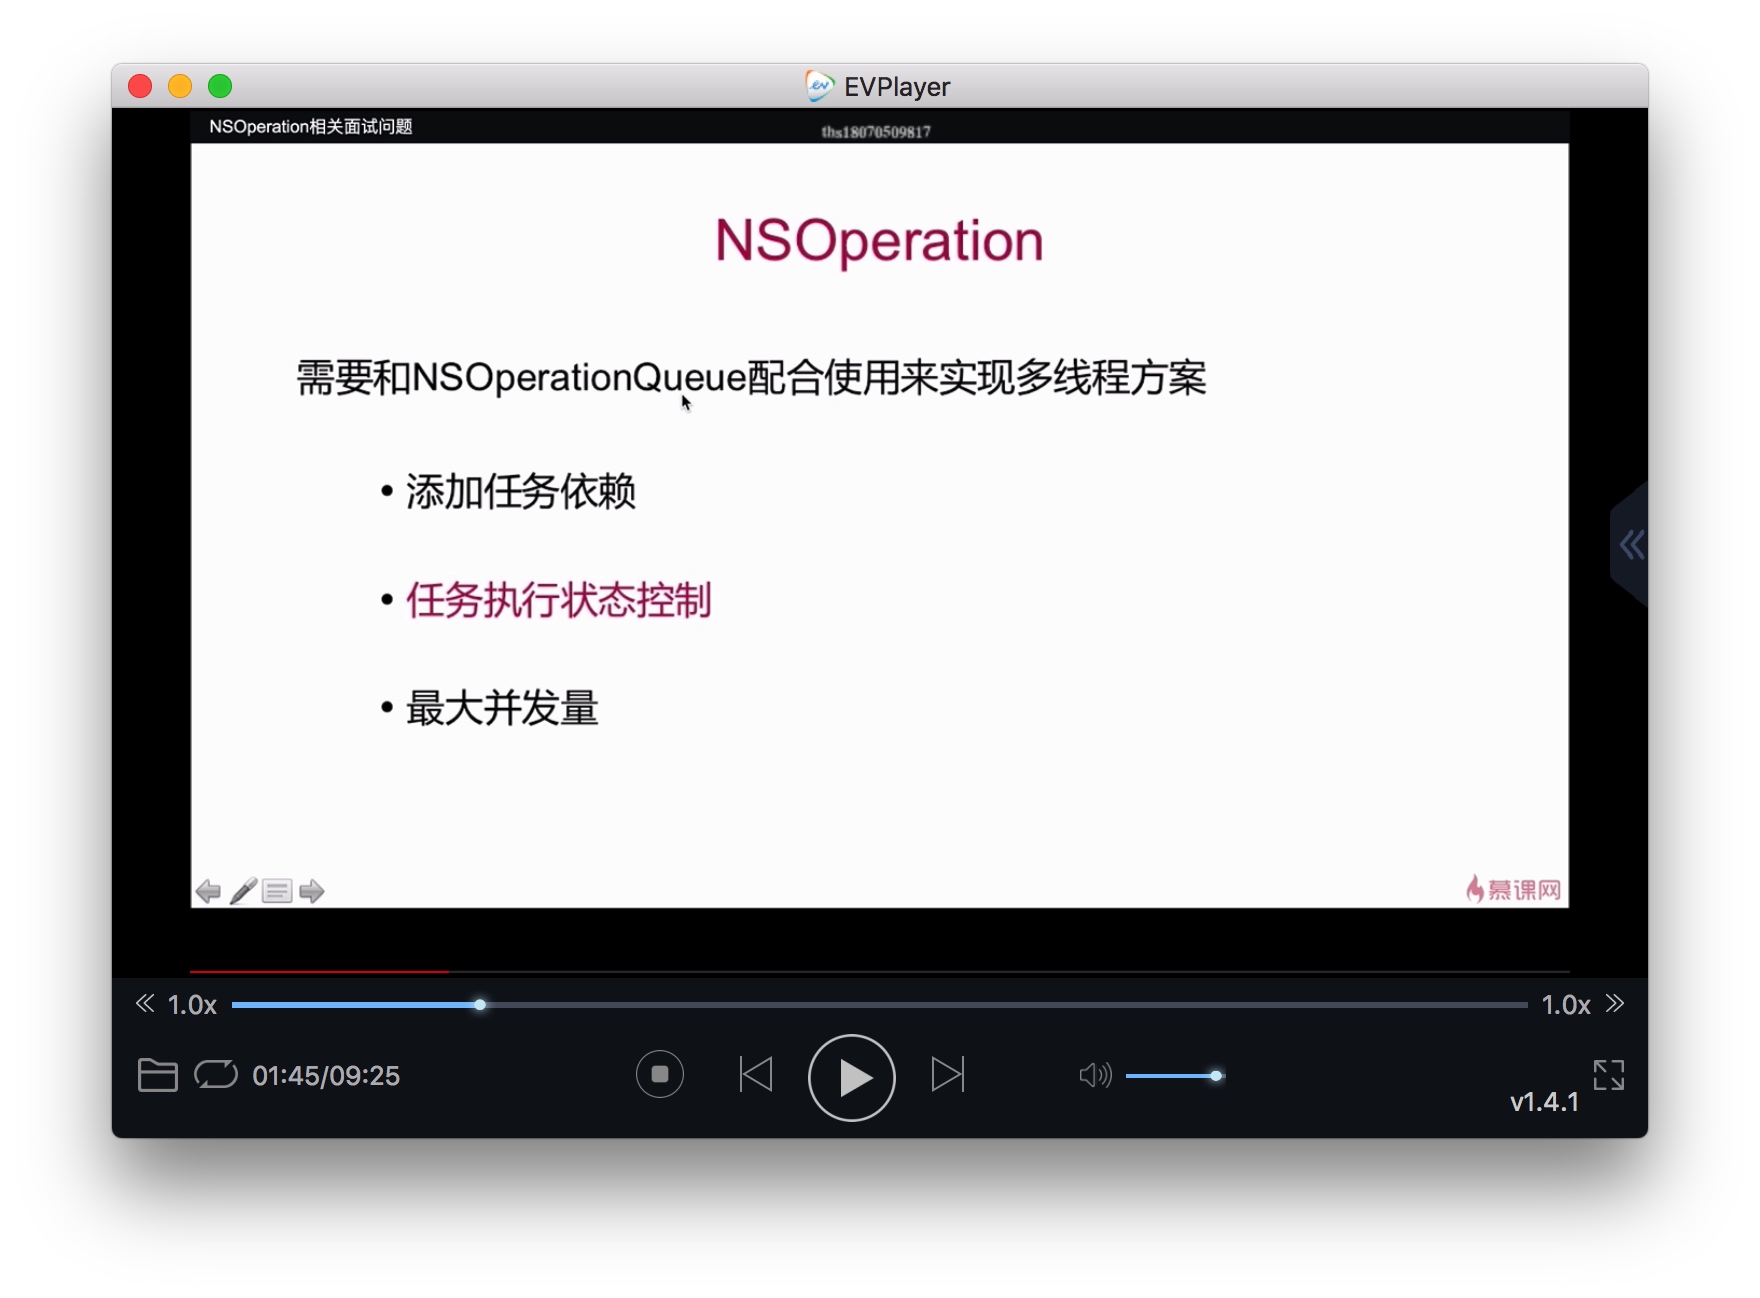 EVPlayer
NSOperation相关面试问题
ths18070509817
NSOperation
需要和NSOperationQueue配合使用来实现多线程方案
• 添加任务依赖
• 任务执行状态控制
• 最大并发量
慕课网
1.0x
1.0x
01:45/09:25
v1.4.1